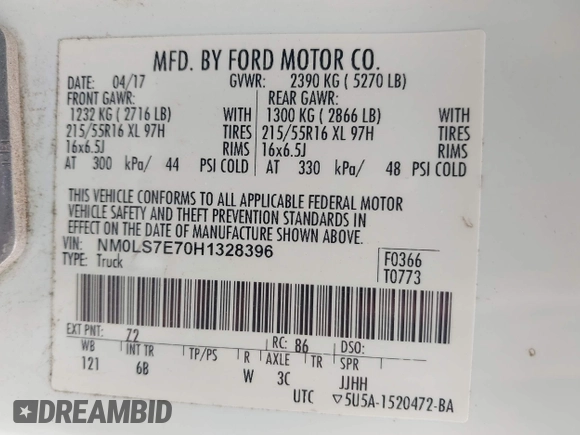 MFD. BY FORD MOTOR CO.
DATE: 04/17 GVWR: 2390 KG ( 5270 LB)
FRONT GAWR: REAR GAWR:
1232 KG ( 2716 LB) WITH 1300 KG ( 2866 LB) WITH
215/55R16 XL 97H TIRES 215/55R16 XL 97H TIRES
16x6.5J RIMS 16x6.5J RIMS
AT 300 kPa/ 44 PSI COLD AT 330 kPa/ 48 PSI COLD
THIS VEHICLE CONFORMS TO ALL APPLICABLE FEDERAL MOTOR
VEHICLE SAFETY AND THEFT PREVENTION STANDARDS IN
EFFECT ON THE DATE OF MANUFACTURE SHOWN ABOVE.
VIN: NM0LS7E70H1328396 F0366
TYPE: Truck T0773
EXT PNT: Z2 RC: 86 DSO:
WB INT TR TP/PS R AXLE TR SPR
121 6B W 3C JJHH
UTC ▽5U5A-1520472-BA
DREAMBID